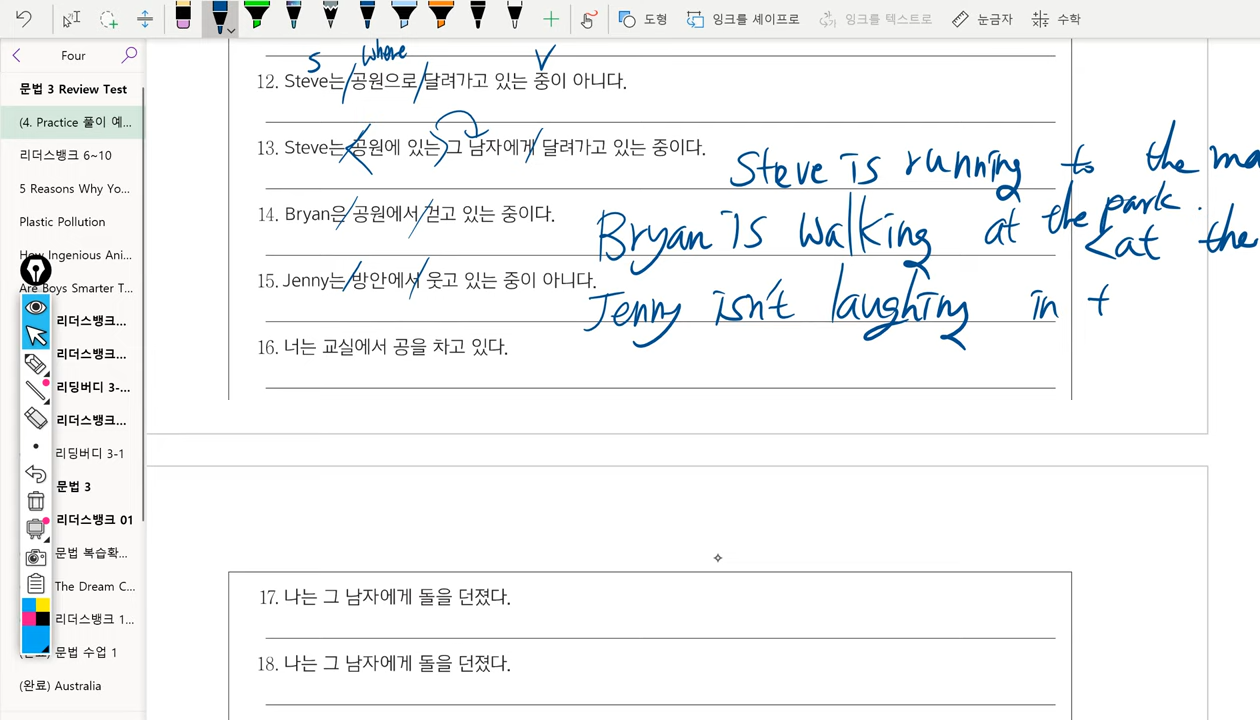 도형
잉크를 셰이프로
잉크를 텍스트로
눈금자
수학
Four
문법 3 Review Test
(4. Practice 풀이 예...
리더스뱅크 6~10
5 Reasons Why Yo...
Plastic Pollution
How Ingenious Ani...
Are Boys Smarter T...
리더스뱅크...
리더스뱅크...
리딩버디 3-...
리더스뱅크...
리딩버디 3-1
문법 3
리더스뱅크 01
문법 복습확...
The Dream C...
리더스뱅크 1...
문법 수업 1
(완료) Australia
S where V
12. Steve는 공원으로 달려가고 있는 중이 아니다.
13. Steve는 공원에 있는 그 남자에게 달려가고 있는 중이다.
Steve is running to the ma
14. Bryan은 공원에서 걷고 있는 중이다.
Bryan is walking at the park.
<at the
15. Jenny는 방안에서 웃고 있는 중이 아니다.
Jenny isn't laughing in t
16. 너는 교실에서 공을 차고 있다.
17. 나는 그 남자에게 돌을 던졌다.
18. 나는 그 남자에게 돌을 던졌다.